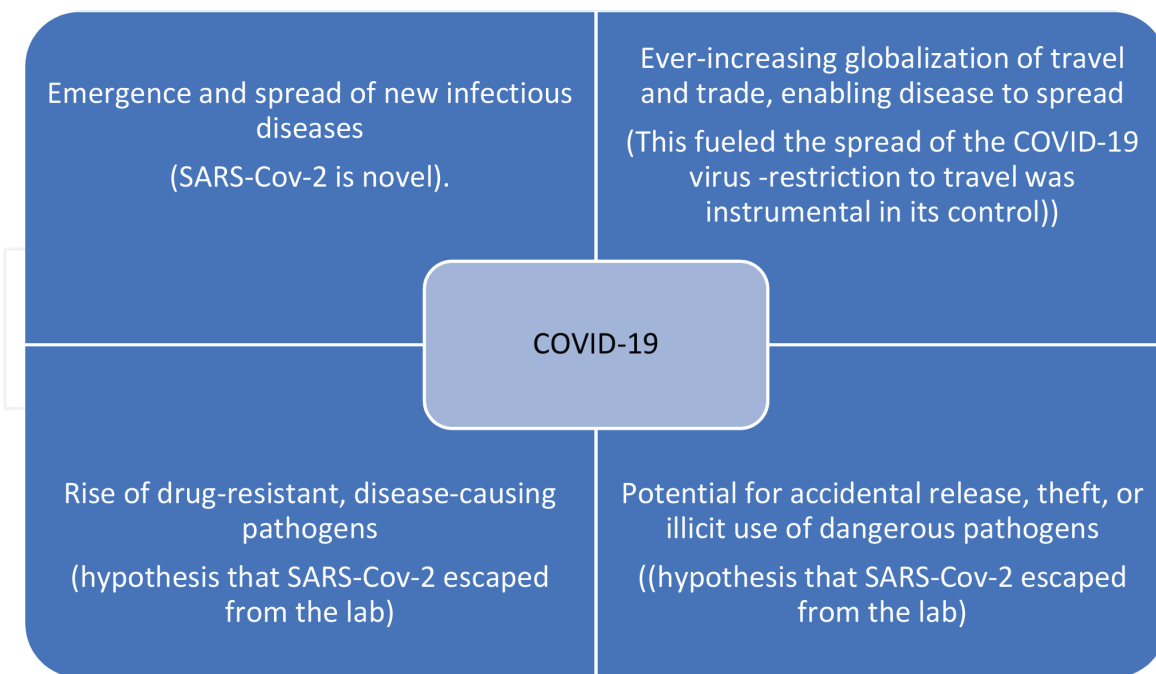 Emergence and spread of new infectious
diseases
(SARS-Cov-2 is novel).
Ever-increasing globalization of travel
and trade, enabling disease to spread
(This fueled the spread of the COVID-19
virus -restriction to travel was
instrumental in its control))
COVID-19
Rise of drug-resistant, disease-causing
pathogens
(hypothesis that SARS-Cov-2 escaped
from the lab)
Potential for accidental release, theft, or
illicit use of dangerous pathogens
((hypothesis that SARS-Cov-2 escaped
from the lab)